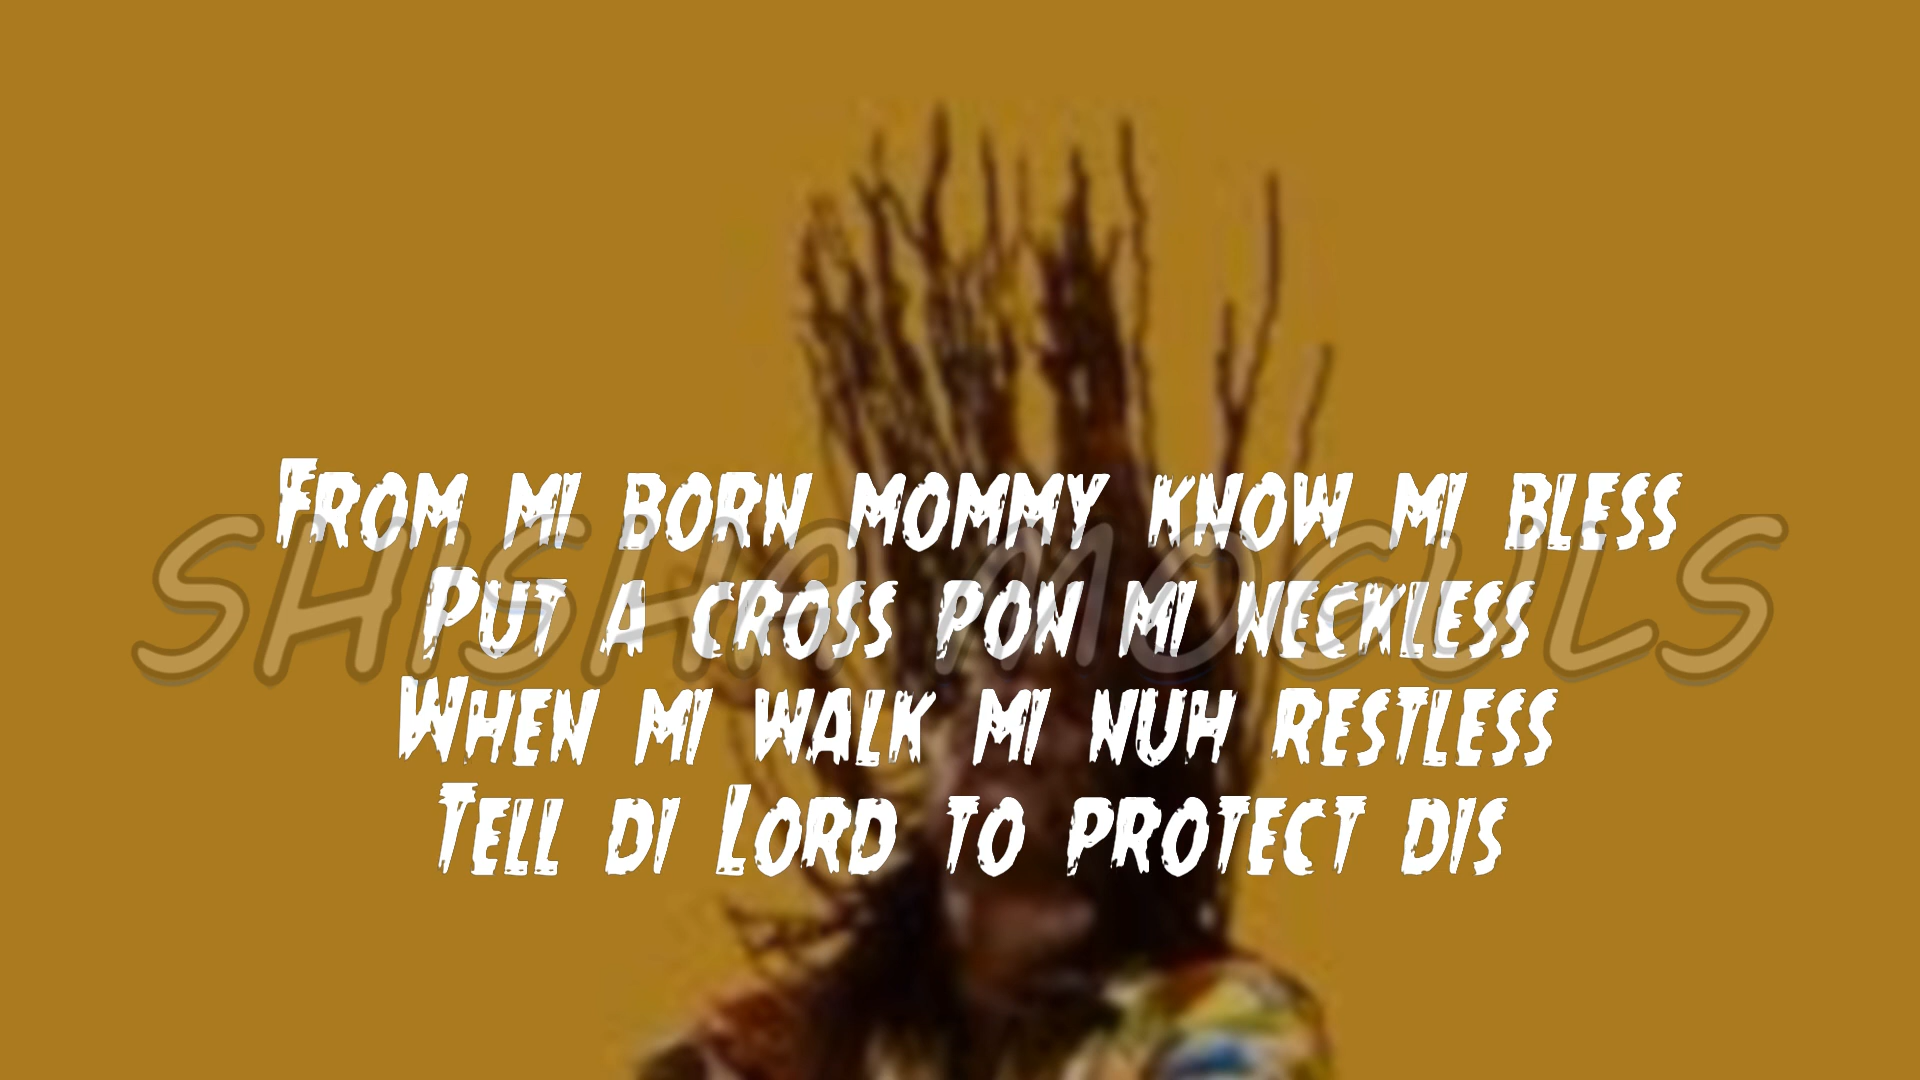 From mi born mommy know mi bless
Put a cross pon mi neckless
When mi walk mi nuh restless
Tell di Lord to protect dis
SHISHA MOGULS